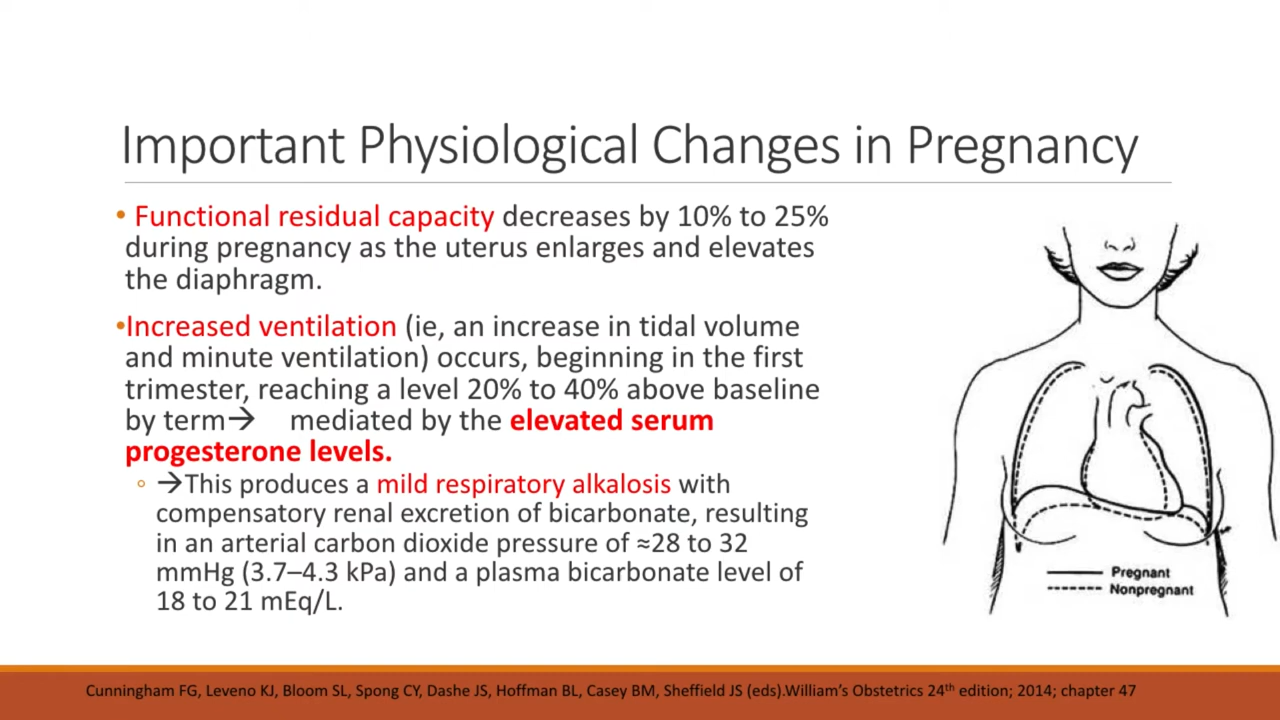 Important Physiological Changes in Pregnancy
• Functional residual capacity decreases by 10% to 25%
during pregnancy as the uterus enlarges and elevates
the diaphragm.
•Increased ventilation (ie, an increase in tidal volume
and minute ventilation) occurs, beginning in the first
trimester, reaching a level 20% to 40% above baseline
by term→ mediated by the elevated serum
progesterone levels.
◦ →This produces a mild respiratory alkalosis with
compensatory renal excretion of bicarbonate, resulting
in an arterial carbon dioxide pressure of ≈28 to 32
mmHg (3.7–4.3 kPa) and a plasma bicarbonate level of
18 to 21 mEq/L.
Pregnant
Nonpregnant
Cunningham FG, Leveno KJ, Bloom SL, Spong CY, Dashe JS, Hoffman BL, Casey BM, Sheffield JS (eds).William’s Obstetrics 24th edition; 2014; chapter 47